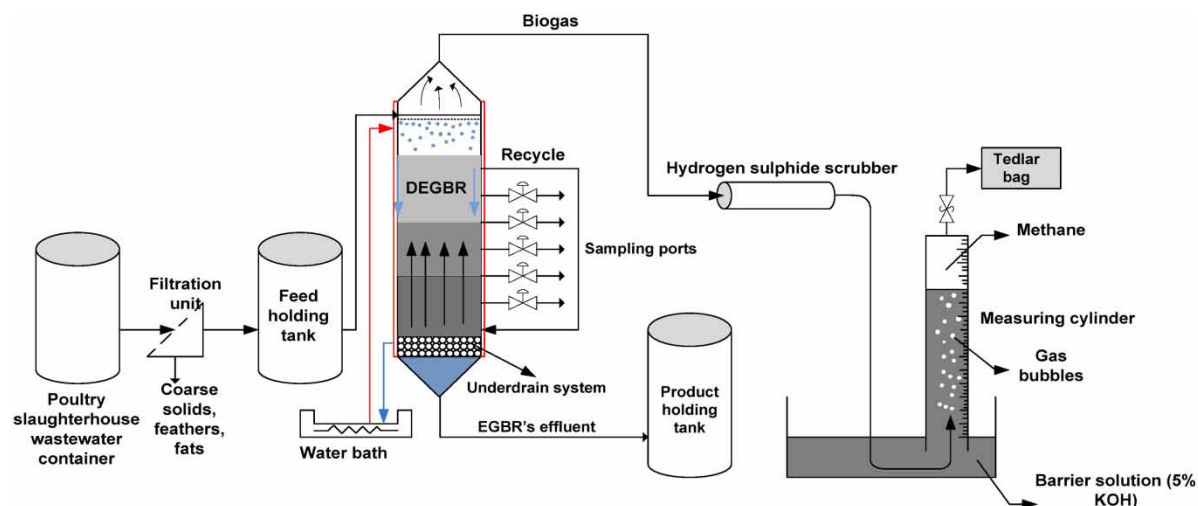 Biogas
Recycle
DEGBR
Hydrogen sulphide scrubber
Tedlar
bag
Methane
Sampling ports
Filtration
unit
Feed
holding
tank
Measuring cylinder
Gas
bubbles
Underdrain system
Product
holding
tank
Poultry
slaughterhouse
wastewater
container
Coarse
solids,
feathers,
fats
Water bath
EGBR's effluent
Barrier solution (5%
KOH)